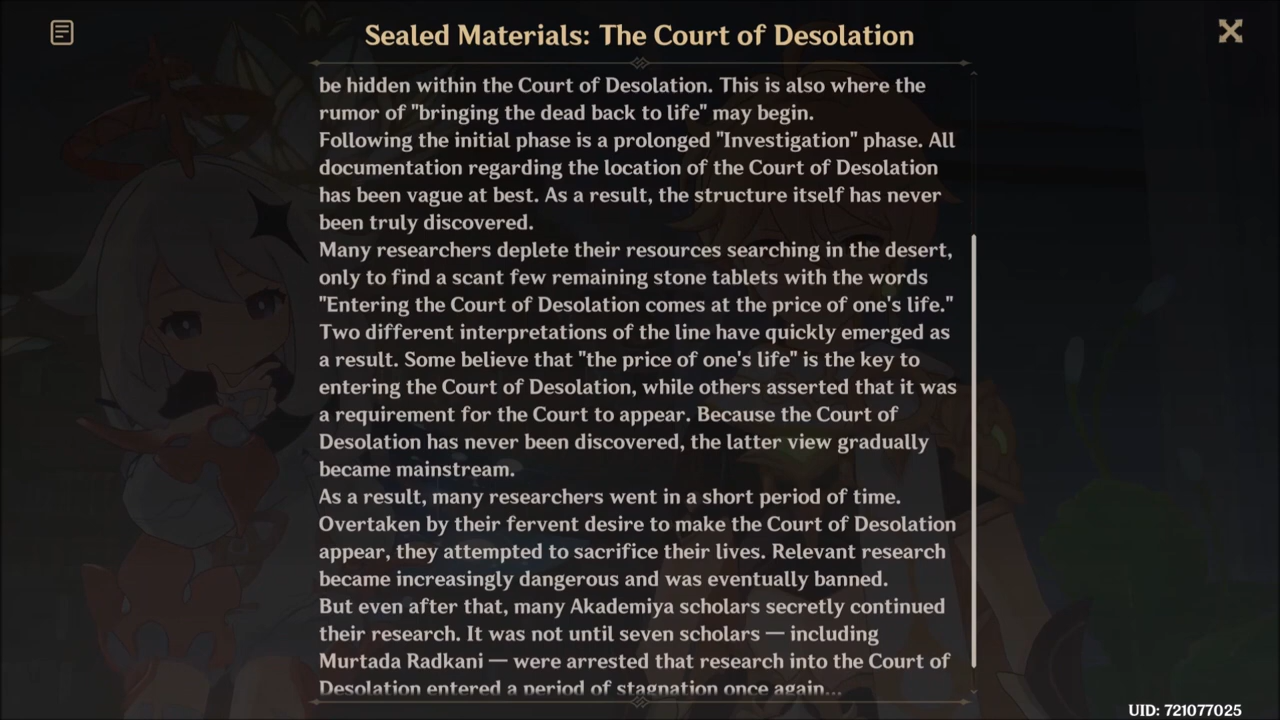 Sealed Materials: The Court of Desolation
be hidden within the Court of Desolation. This is also where the
rumor of "bringing the dead back to life" may begin.
Following the initial phase is a prolonged "Investigation" phase. All
documentation regarding the location of the Court of Desolation
has been vague at best. As a result, the structure itself has never
been truly discovered.
Many researchers deplete their resources searching in the desert,
only to find a scant few remaining stone tablets with the words
"Entering the Court of Desolation comes at the price of one's life."
Two different interpretations of the line have quickly emerged as
a result. Some believe that "the price of one's life" is the key to
entering the Court of Desolation, while others asserted that it was
a requirement for the Court to appear. Because the Court of
Desolation has never been discovered, the latter view gradually
became mainstream.
As a result, many researchers went in a short period of time.
Overtaken by their fervent desire to make the Court of Desolation
appear, they attempted to sacrifice their lives. Relevant research
became increasingly dangerous and was eventually banned.
But even after that, many Akademiya scholars secretly continued
their research. It was not until seven scholars — including
Murtada Radkani — were arrested that research into the Court of
Desolation entered a period of stagnation once again...
UID: 721077025